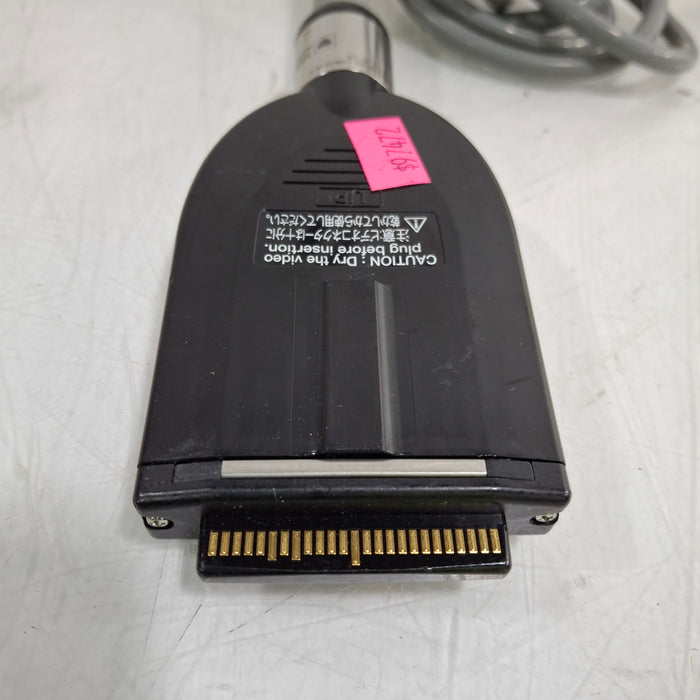 CAUTION : Dry the video
plug before insertion.
注意:ビデオコネクターは十分に
乾かしてから使用してください。
UP